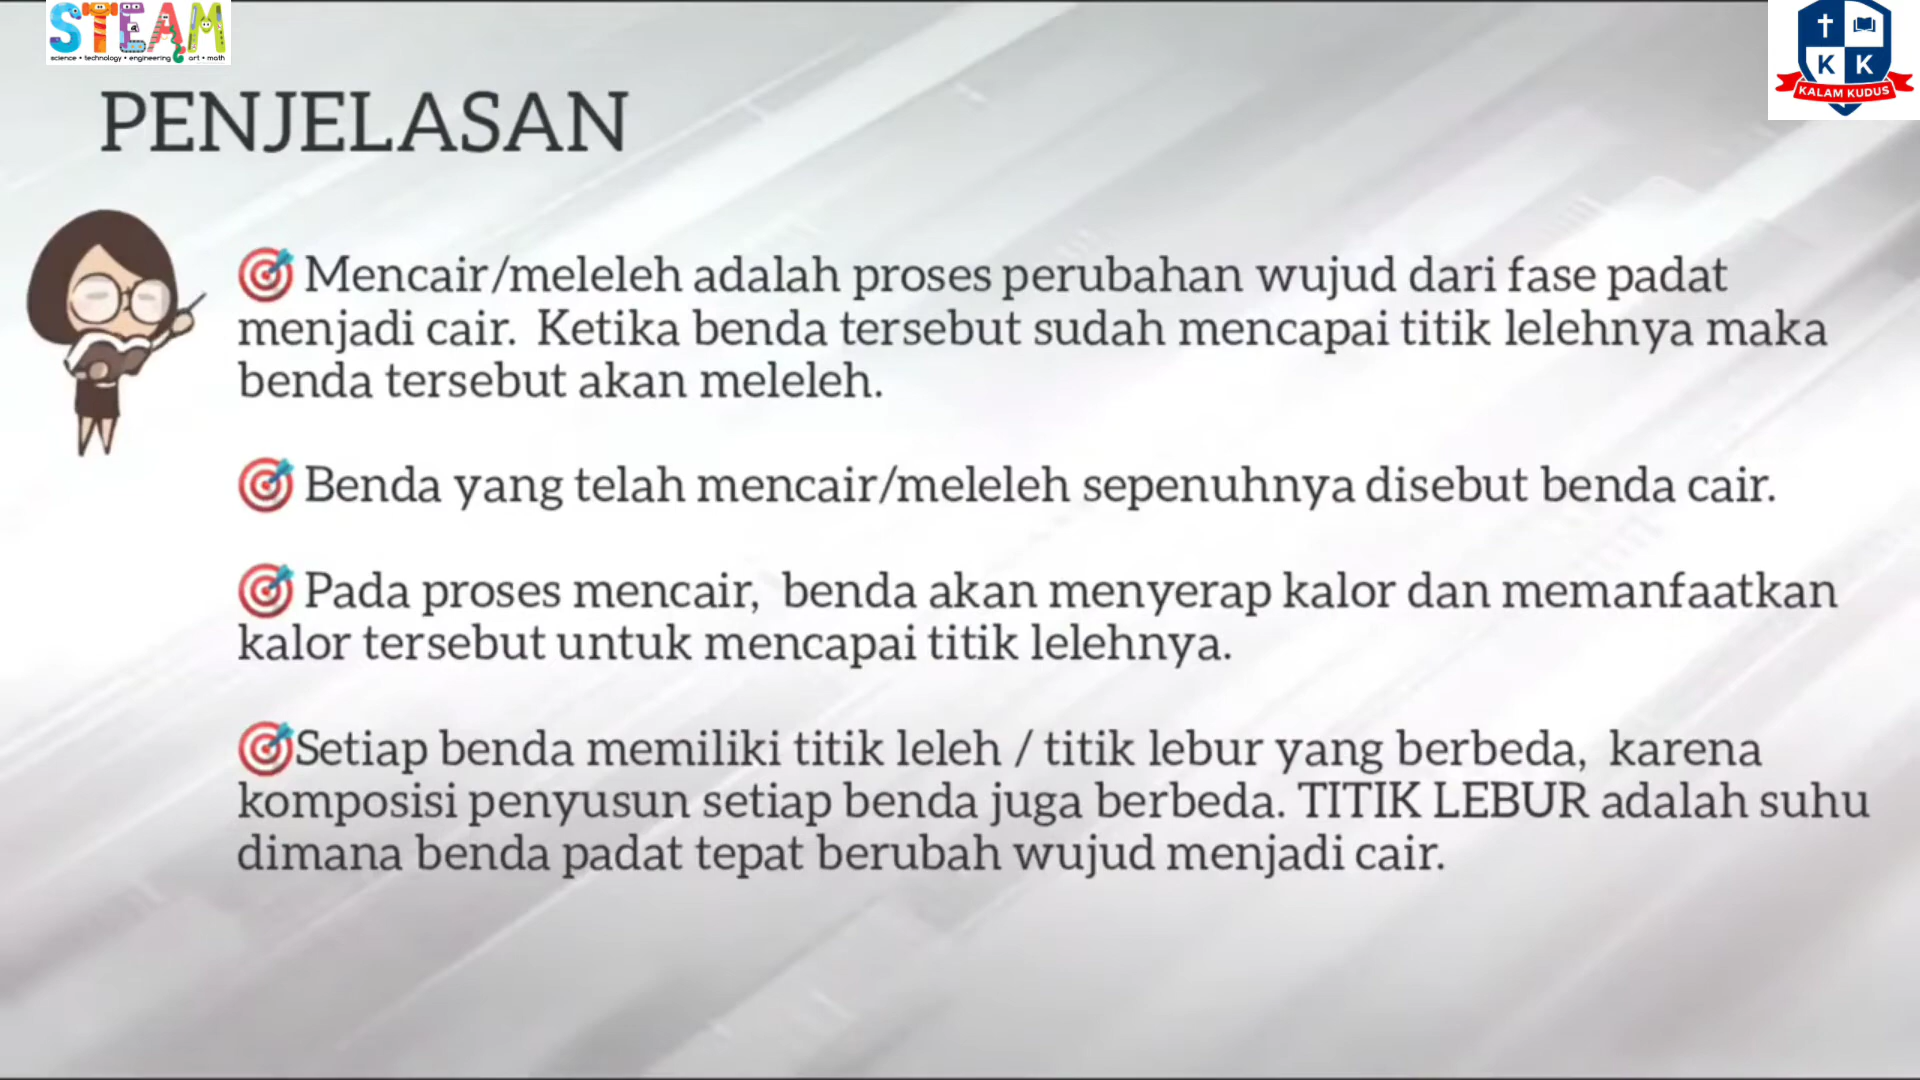 STEAM
science • technology • engineering art • math
K K
KALAM KUDUS
PENJELASAN
Mencair/meleleh adalah proses perubahan wujud dari fase padat
menjadi cair. Ketika benda tersebut sudah mencapai titik lelehnya maka
benda tersebut akan meleleh.
Benda yang telah mencair/meleleh sepenuhnya disebut benda cair.
Pada proses mencair, benda akan menyerap kalor dan memanfaatkan
kalor tersebut untuk mencapai titik lelehnya.
Setiap benda memiliki titik leleh / titik lebur yang berbeda, karena
komposisi penyusun setiap benda juga berbeda. TITIK LEBUR adalah suhu
dimana benda padat tepat berubah wujud menjadi cair.